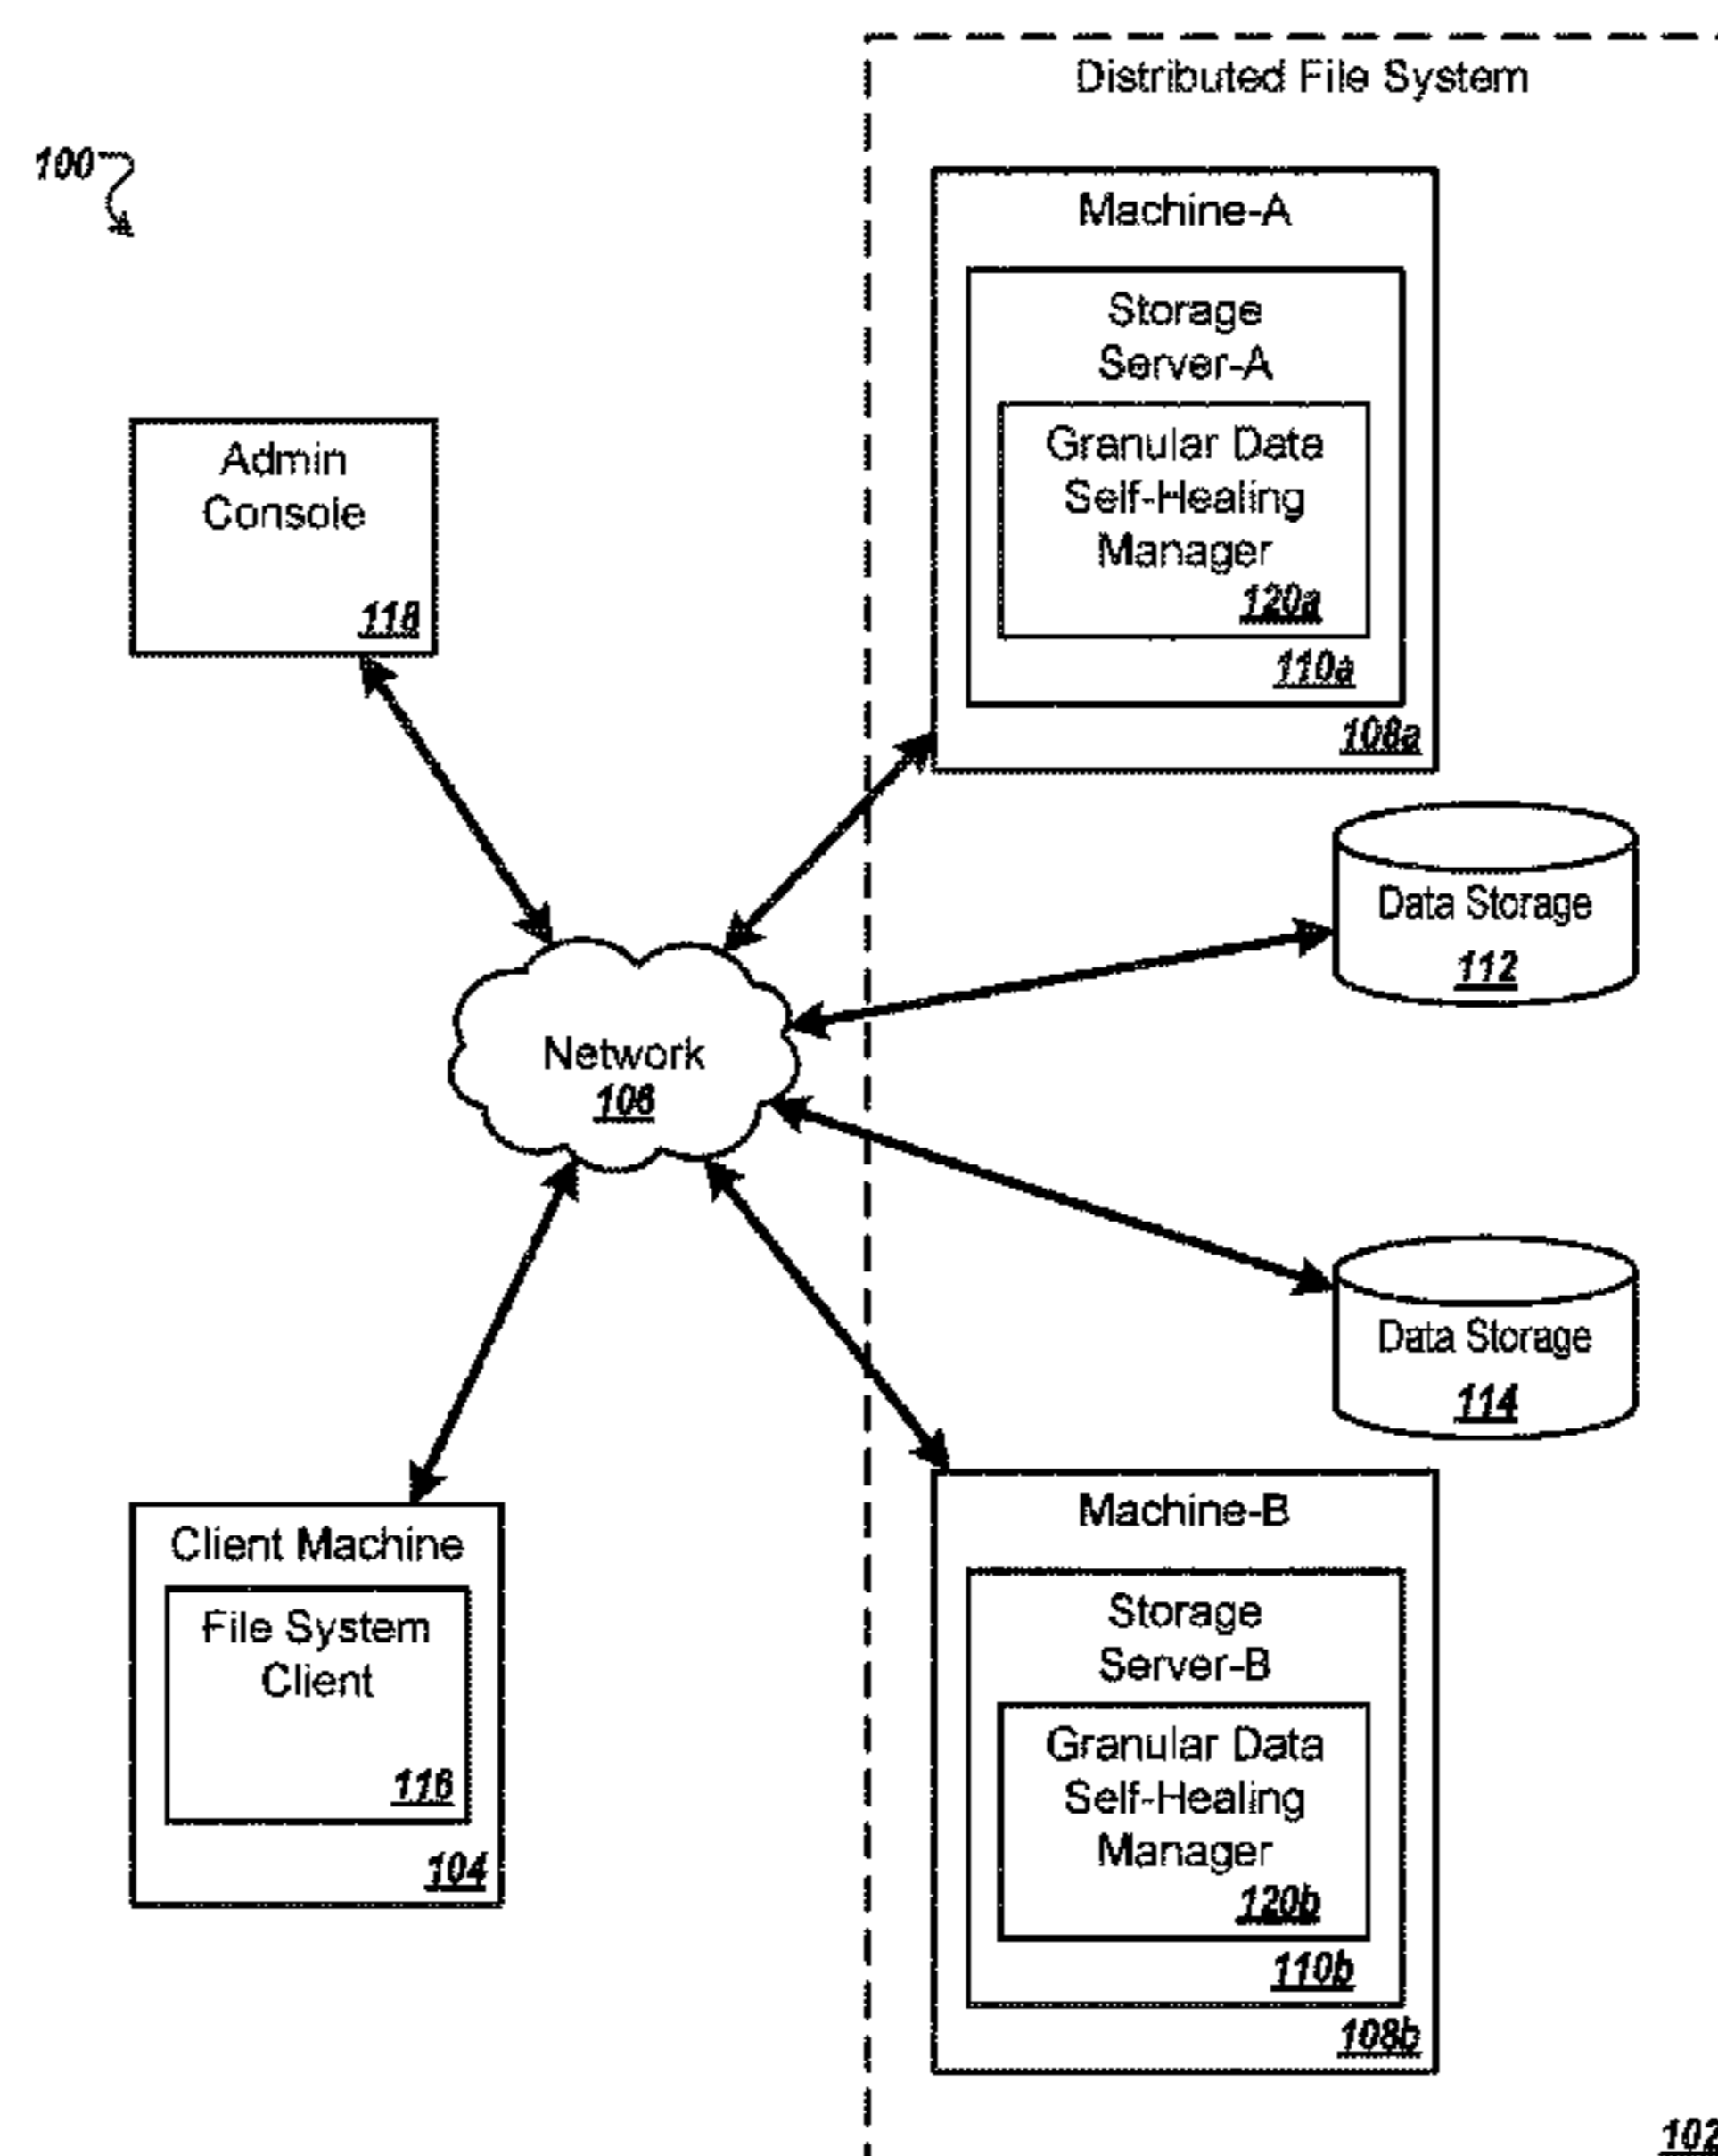 Distributed File System
100
Machine-A
Storage
Server-A
Granular Data
Self-Healing
Manager
120a
110a
108a
Admin
Console
118
Data Storage
112
Network
106
Data Storage
114
Client Machine
File System
Client
116
104
Machine-B
Storage
Server-B
Granular Data
Self-Healing
Manager
120b
110b
108b
102